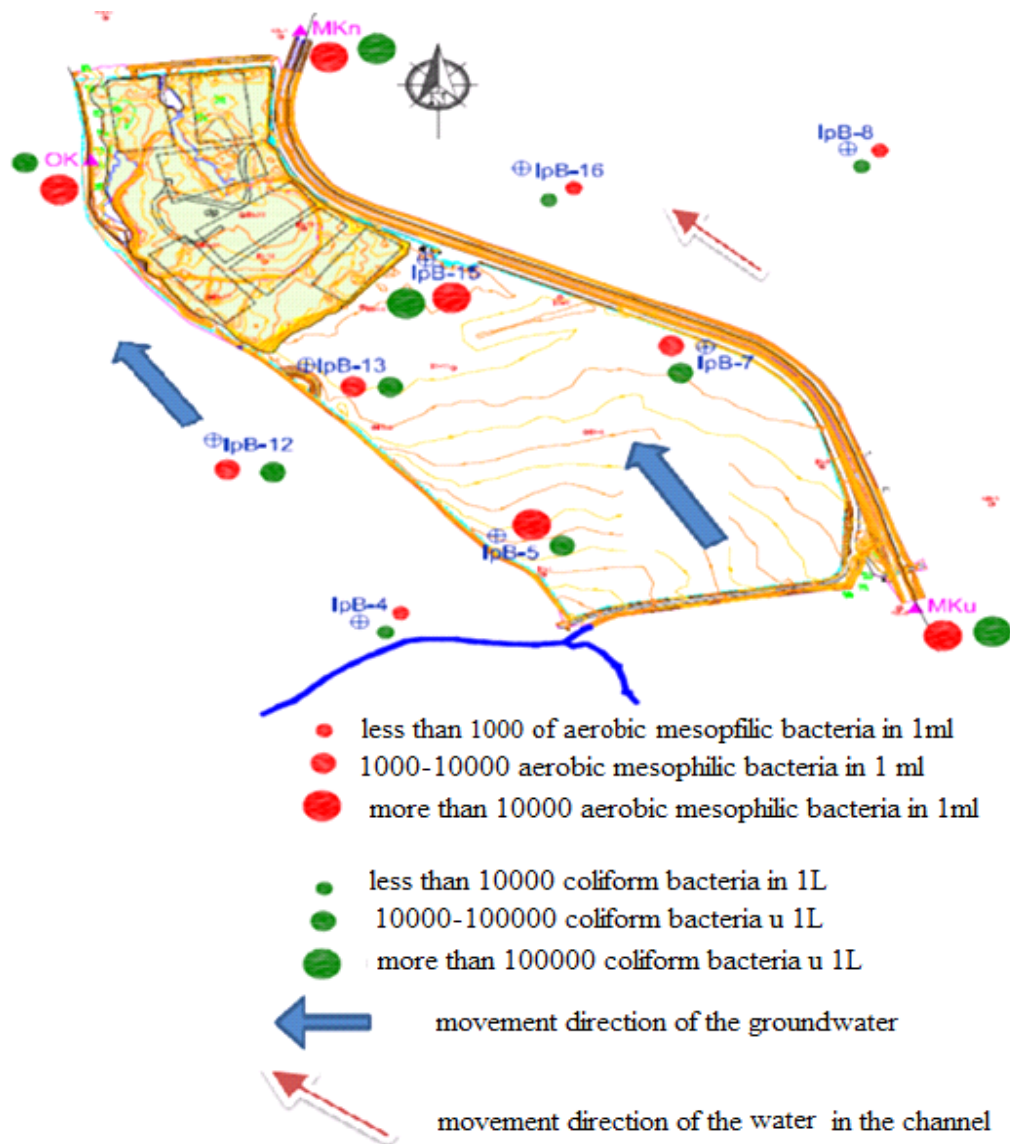 MKn
IpB-8
OK
IpB-16
IpB-15
IpB-7
IpB-13
IpB-12
IpB-5
IpB-4
MKu
less than 1000 of aerobic mesopfilic bacteria in 1ml
1000-10000 aerobic mesophilic bacteria in 1 ml
more than 10000 aerobic mesophilic bacteria in 1ml
less than 10000 coliform bacteria in 1L
10000-100000 coliform bacteria u 1L
more than 100000 coliform bacteria u 1L
movement direction of the groundwater
movement direction of the water in the channel